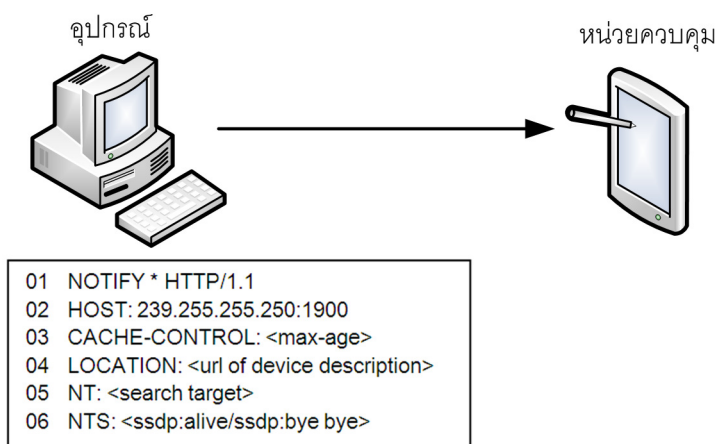 อุปกรณ์
หน่วยควบคุม
01 NOTIFY * HTTP/1.1
02 HOST: 239.255.255.250:1900
03 CACHE-CONTROL: <max-age>
04 LOCATION: <url of device description>
05 NT: <search target>
06 NTS: <ssdp:alive/ssdp:bye bye>